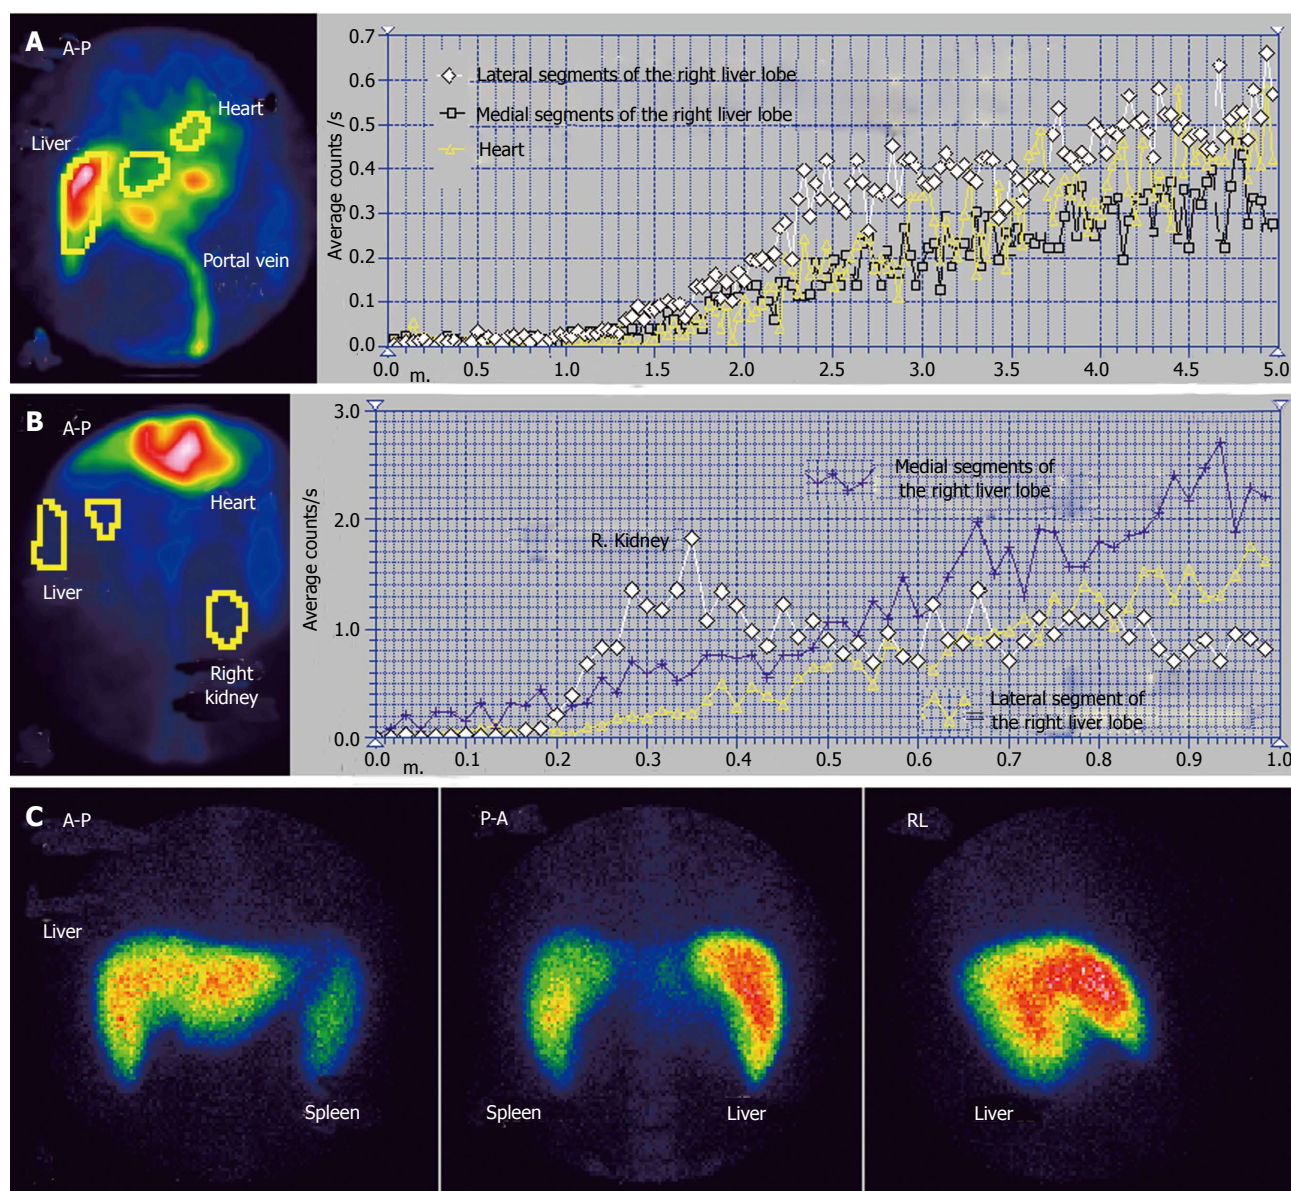 A
A-P
Heart
Liver
Portal vein
Average counts /s
0.7
0.6
0.5
0.4
0.3
0.2
0.1
0.0
Lateral segments of the right liver lobe
Medial segments of the right liver lobe
Heart
0.0
m.
0.5
1.0
1.5
2.0
2.5
3.0
3.5
4.0
4.5
5.0
B
A-P
Heart
Liver
Right
kidney
Average counts/s
3.0
2.0
1.0
0.0
Medial segments of
the right liver lobe
R. Kidney
Lateral segment of
the right liver lobe
0.0
m.
0.1
0.2
0.3
0.4
0.5
0.6
0.7
0.8
0.9
1.0
C
A-P
Liver
Spleen
P-A
Spleen
Liver
RL
Liver